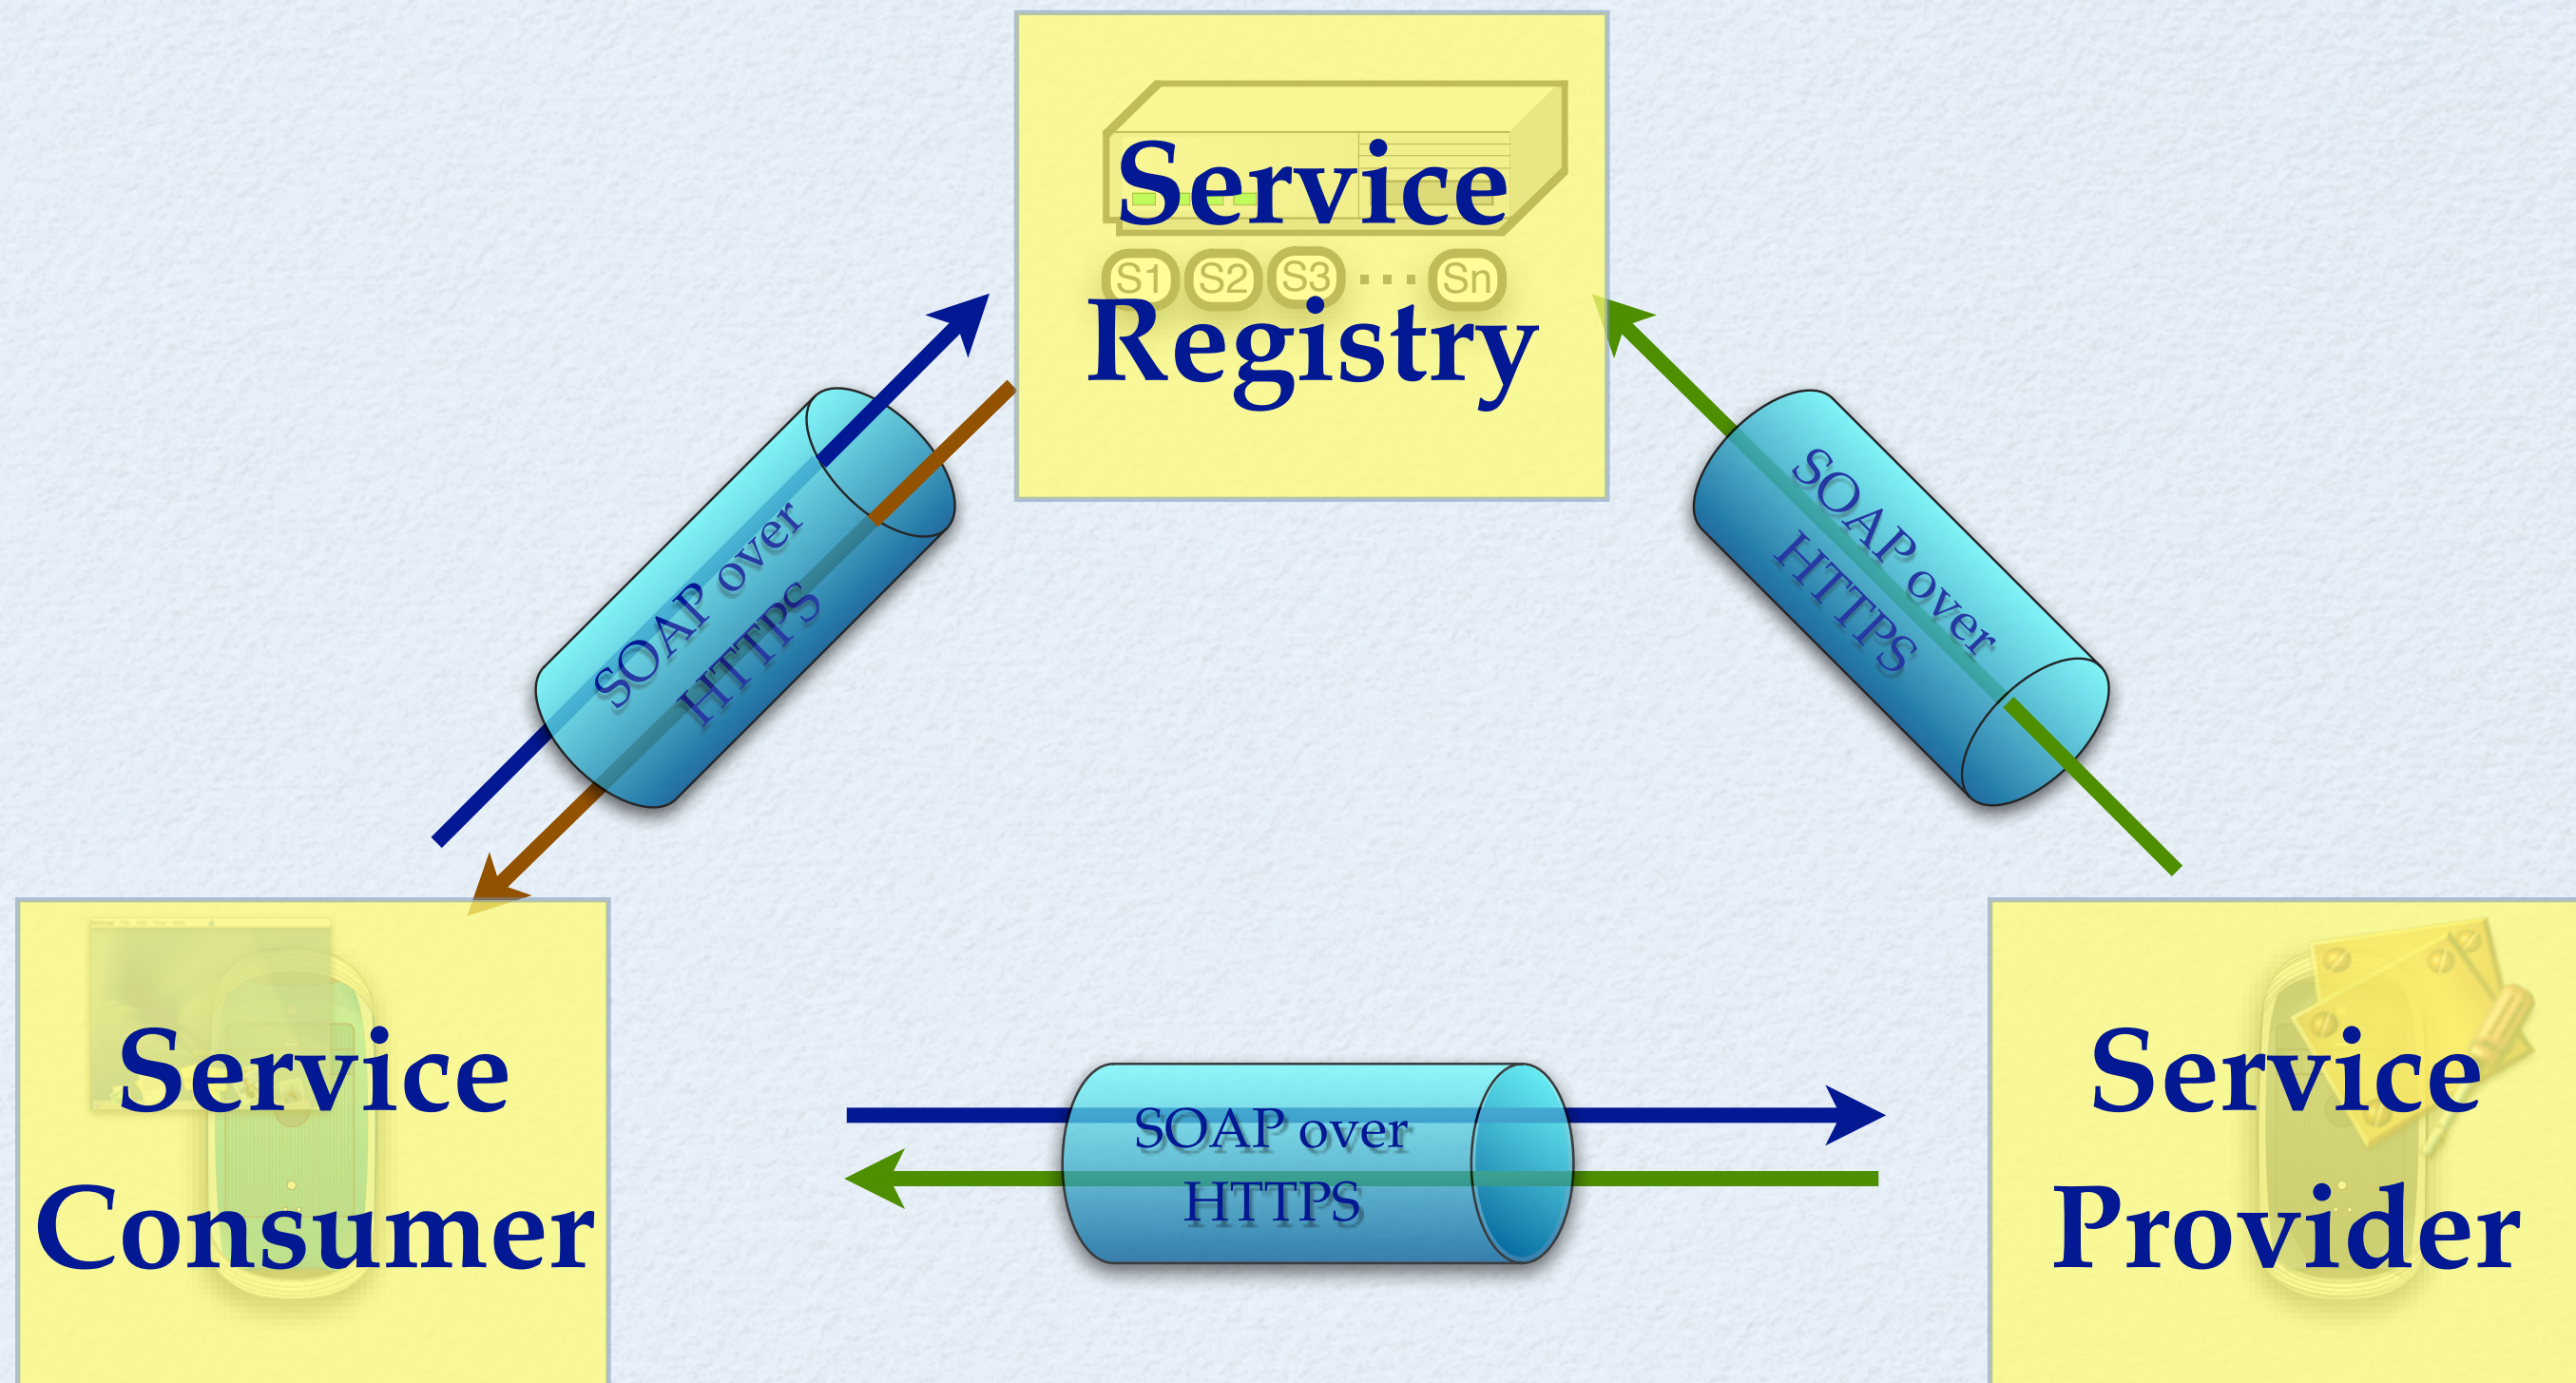 Service
S1 S2 S3 ... Sn
Registry
SOAP over
HTTPS
SOAP over
HTTPS
Service
Consumer
SOAP over
HTTPS
Service
Provider